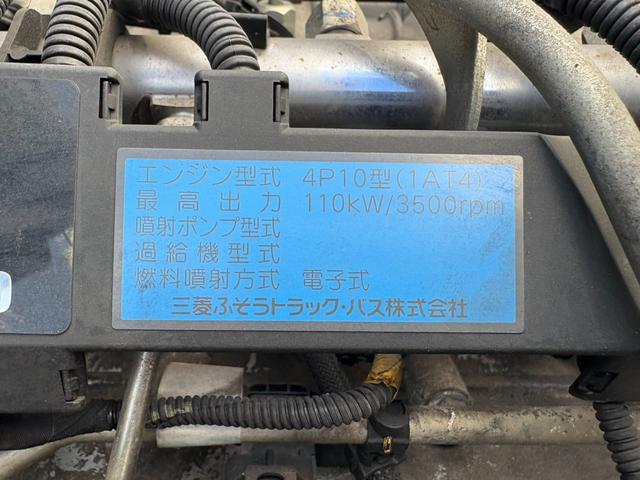 エンジン型式 4P10型(1AT4)
最高出力 110kW/3500rpm
噴射ポンプ型式
過給機型式
燃料噴射方式 電子式
三菱ふそうトラック・バス株式会社